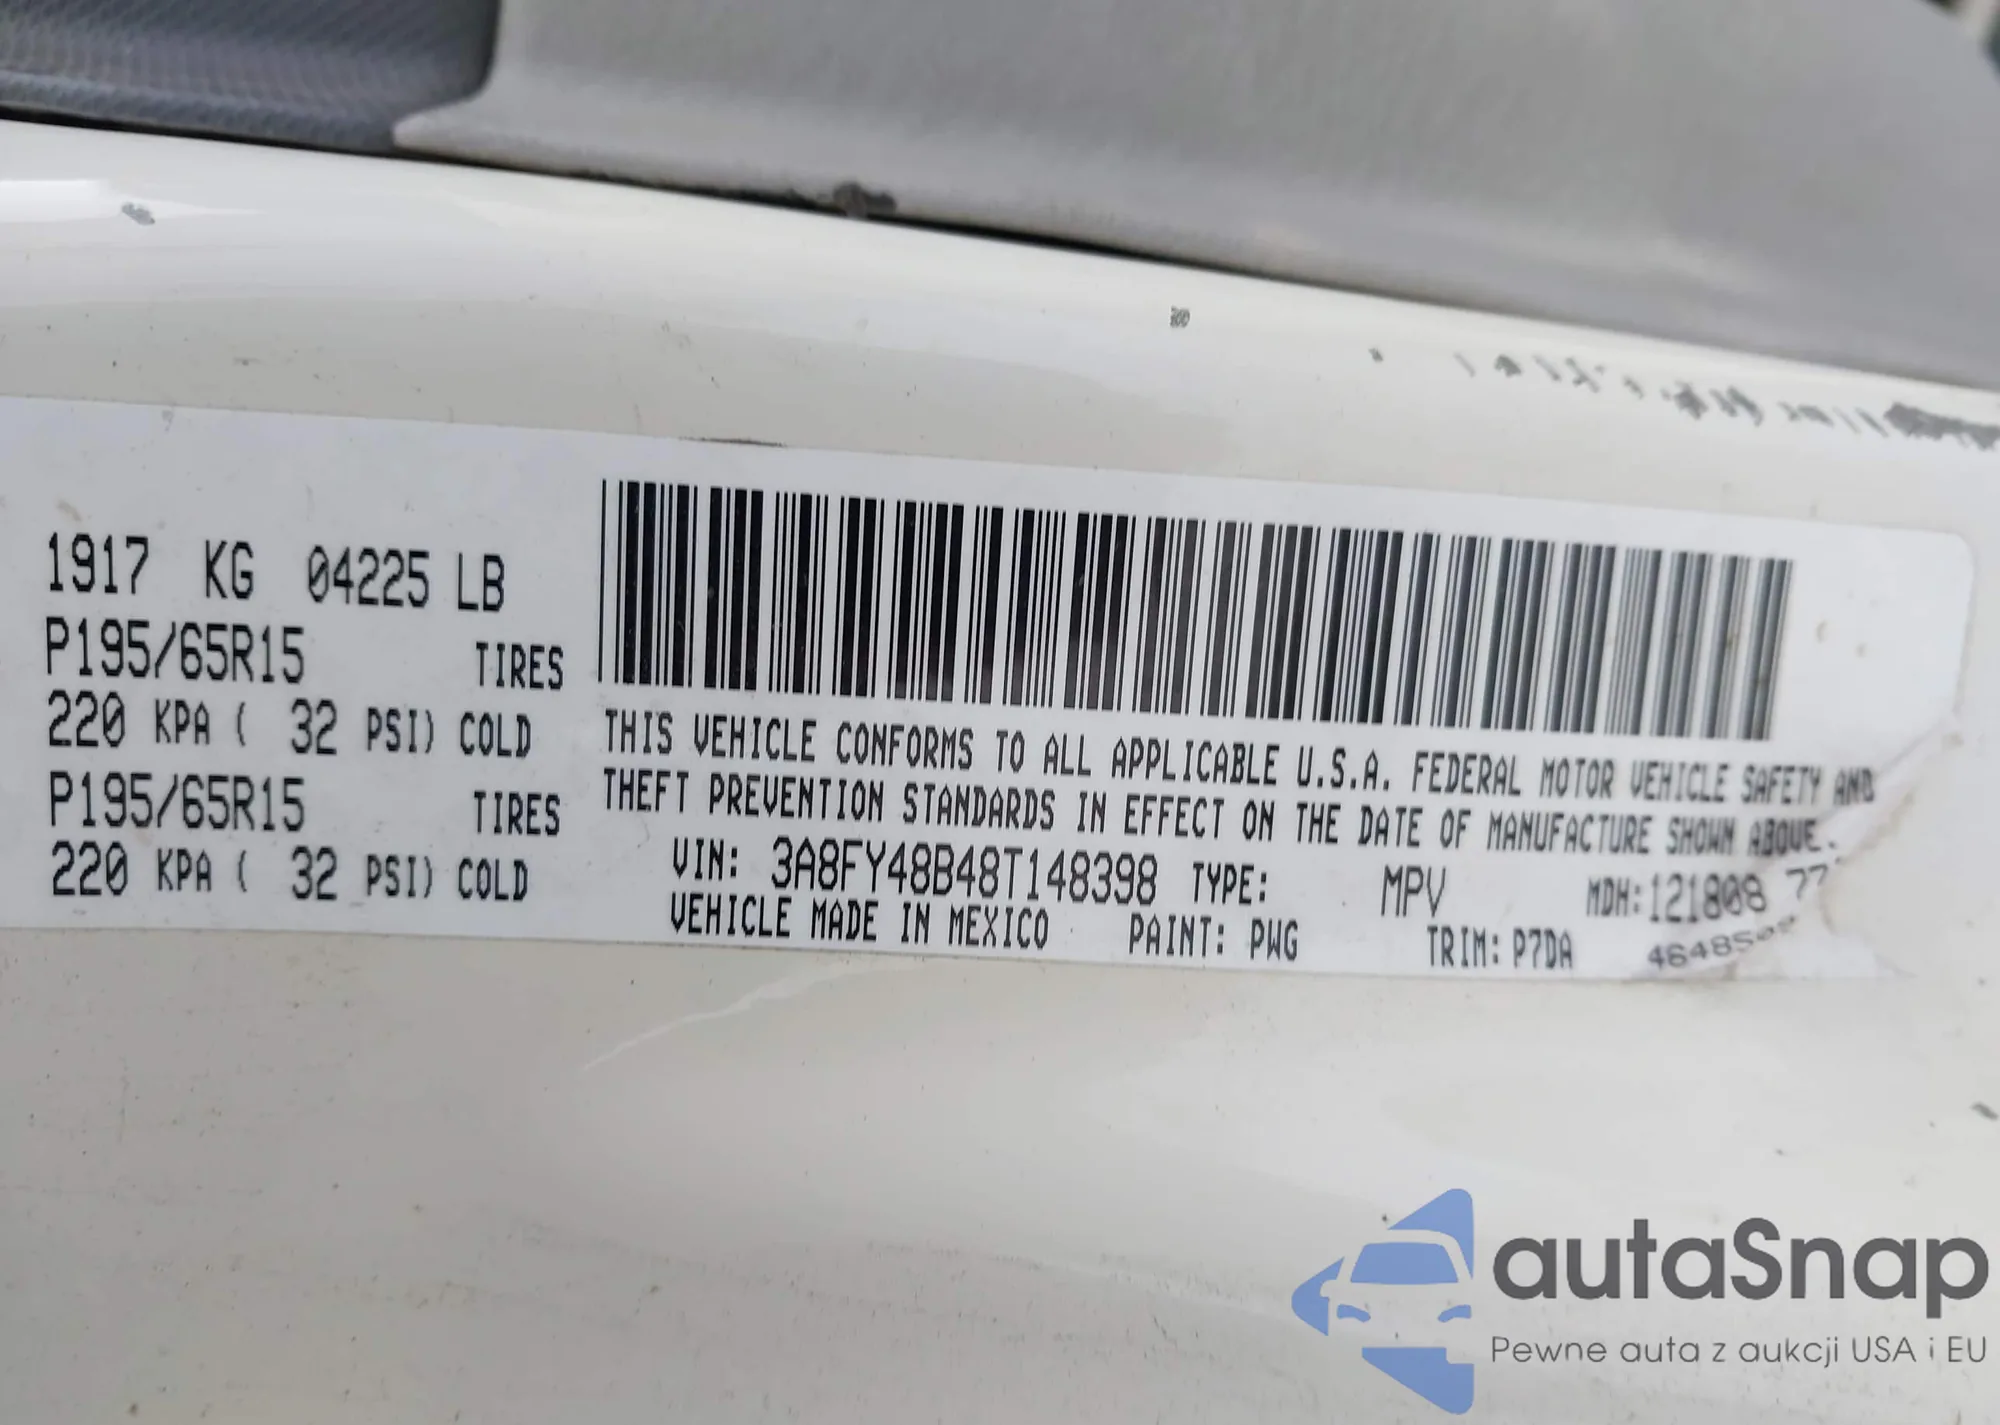 1917 KG 04225 LB
P195/65R15 TIRES
220 KPA ( 32 PSI) COLD
P195/65R15 TIRES
220 KPA ( 32 PSI) COLD
THIS VEHICLE CONFORMS TO ALL APPLICABLE U.S.A. FEDERAL MOTOR VEHICLE SAFETY AND
THEFT PREVENTION STANDARDS IN EFFECT ON THE DATE OF MANUFACTURE SHOWN ABOVE.
VIN: 3A8FY48B48T148398 TYPE: MPV MDH: 121808
VEHICLE MADE IN MEXICO PAINT: PWG TRIM: P7DA
autaSnap
Pewne auta z aukcji USA i EU